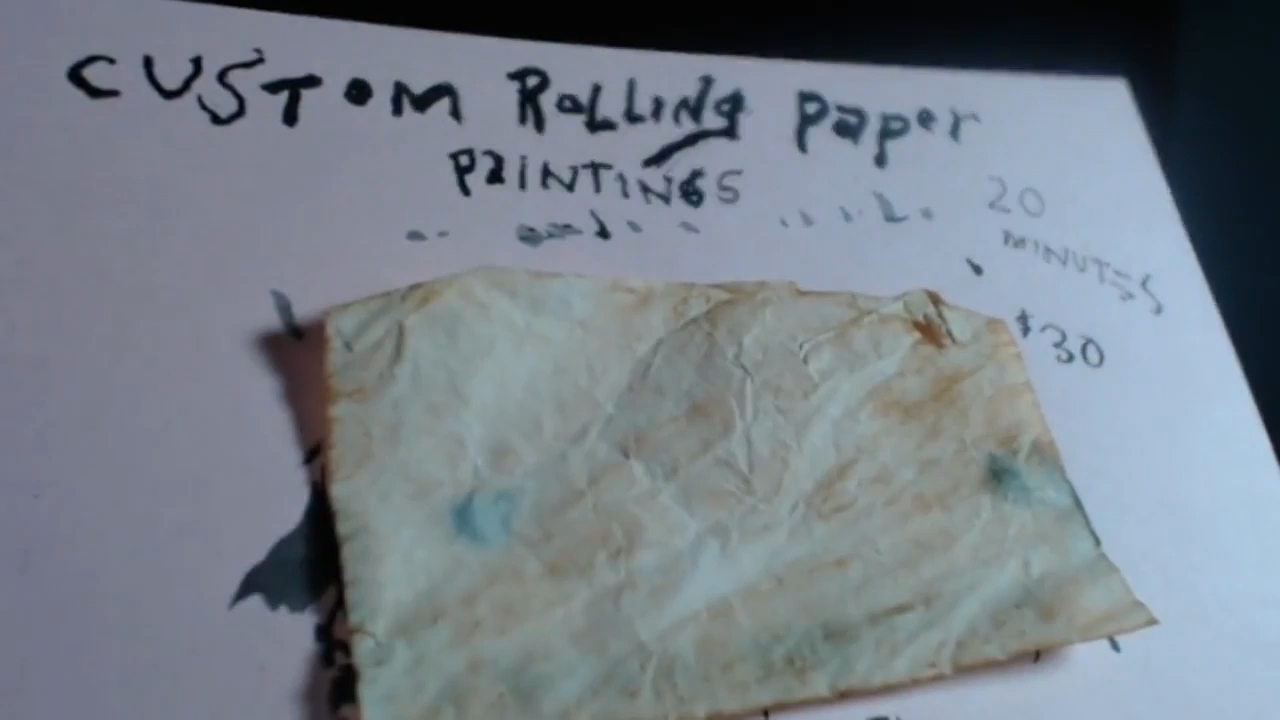 CUSTOM ROLLING Paper
PAINTINGS
20
MINUTES
$30